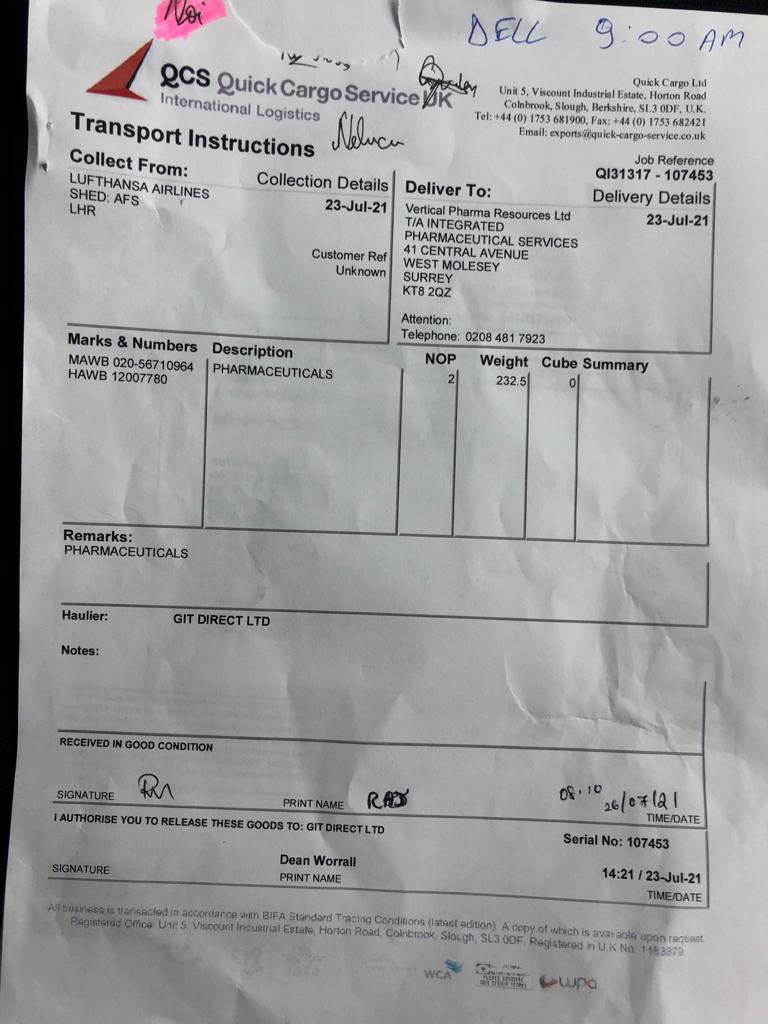 DELL 9:00 AM
QCS Quick Cargo Service UK
International Logistics
Quick Cargo Ltd
Unit 5, Viscount Industrial Estate, Horton Road
Colnbrook, Slough, Berkshire, SL3 0DF, U.K.
Tel: +44 (0) 1753 681900, Fax: +44 (0) 1753 682421
Email: exports@quick-cargo-service.co.uk
Transport Instructions
Job Reference
QI31317 - 107453
Collect From:
Collection Details
LUFTHANSA AIRLINES
SHED: AFS
LHR
23-Jul-21
Customer Ref
Unknown
Deliver To:
Delivery Details
Vertical Pharma Resources Ltd
23-Jul-21
T/A INTEGRATED
PHARMACEUTICAL SERVICES
41 CENTRAL AVENUE
WEST MOLESEY
SURREY
KT8 2QZ
Attention:
Telephone: 0208 481 7923
Marks & Numbers Description NOP Weight Cube Summary
MAWB 020-56710964 PHARMACEUTICALS 2 232.5 0
HAWB 12007780
Remarks:
PHARMACEUTICALS
Haulier: GIT DIRECT LTD
Notes:
RECEIVED IN GOOD CONDITION
SIGNATURE PRINT NAME RAJ 08.10 26/07/21
TIME/DATE
I AUTHORISE YOU TO RELEASE THESE GOODS TO: GIT DIRECT LTD
Serial No: 107453
Dean Worrall
14:21 / 23-Jul-21
SIGNATURE PRINT NAME TIME/DATE
All business is transacted in accordance with BIFA Standard Trading Conditions (latest edition). A copy of which is available upon request.
Registered Office: Unit 5, Viscount Industrial Estate, Horton Road, Colnbrook, Slough, SL3 0DF. Registered in U.K No. 1483879
WCA
wpa